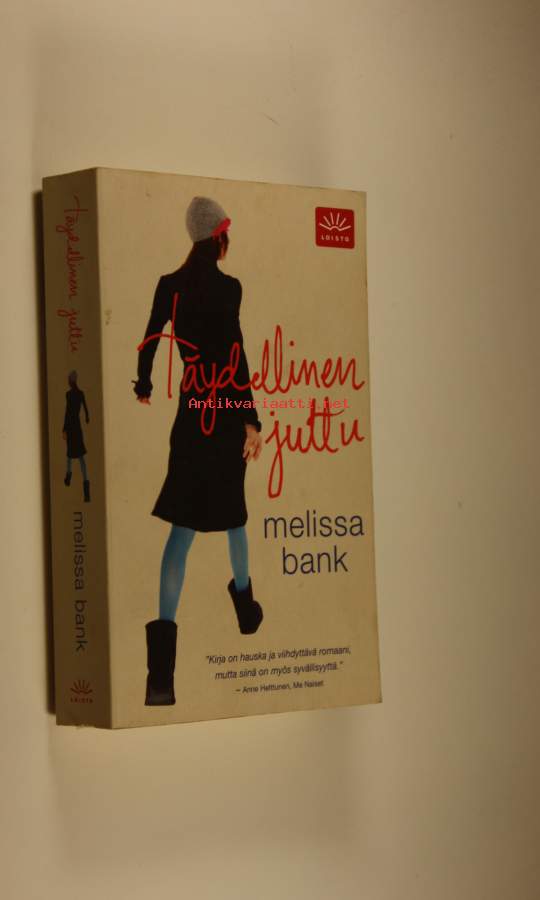 Täydellinen juttu
melissa bank
LOISTO
LOISTO
Täydellinen
juttu
Antikvariaatti.net
melissa
bank
"Kirja on hauska ja viihdyttävä romaani,
mutta siinä on myös syvällisyyttä."
– Anne Helttunen, Me Naiset